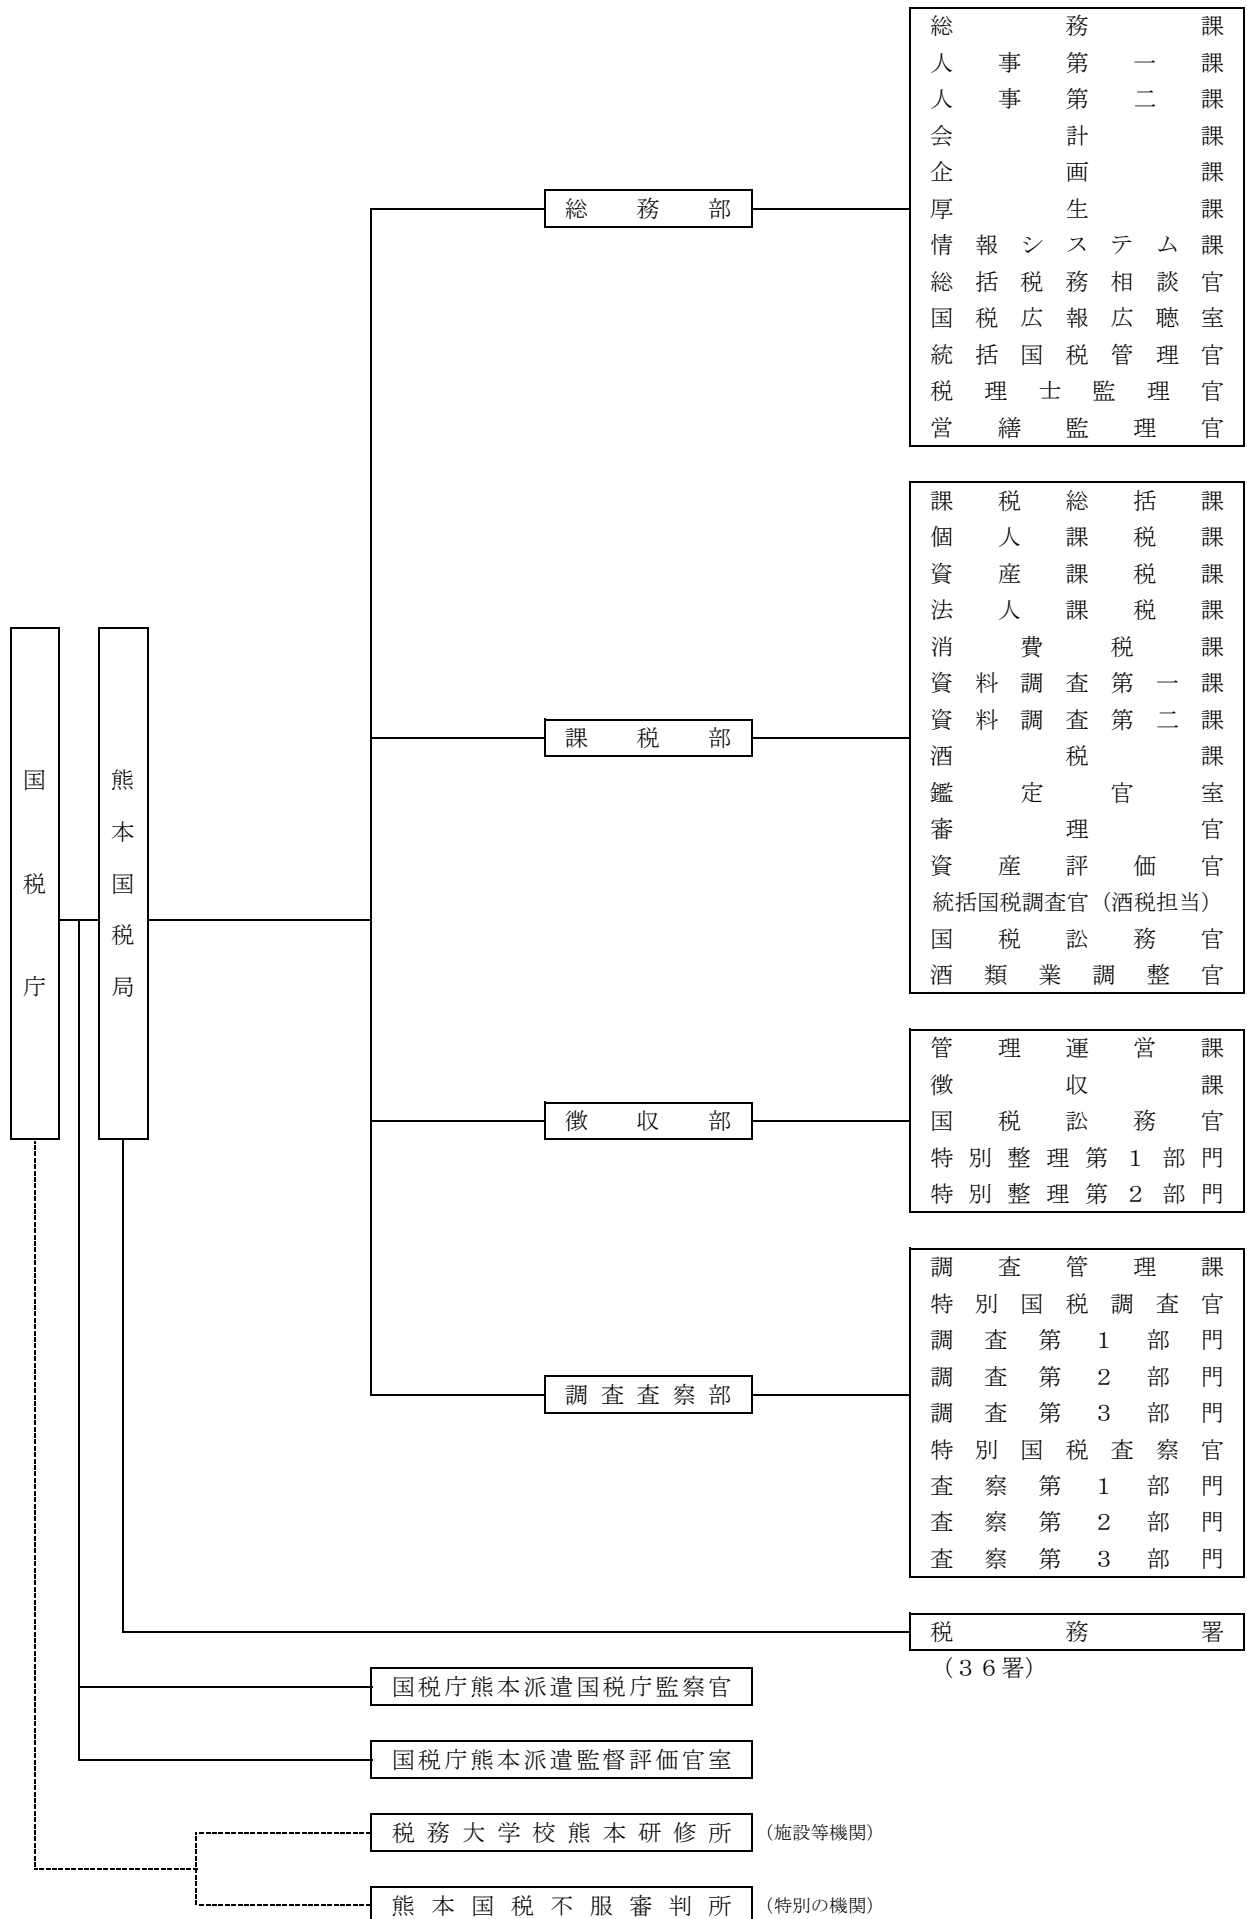 国税庁
熊本国税局
総務部
総務課
人事第一課
人事第二課
会計課
企画課
厚生課
情報システム課
総括税務相談官
国税広報広聴室
統括国税管理官
税理士監理官
営繕監理官
課税部
課税総括課
個人課税課
資産課税課
法人課税課
消費税課
資料調査第一課
資料調査第二課
酒税課
鑑定官室
審理官
資産評価官
統括国税調査官（酒税担当）
国税訟務官
酒類業調整官
徴収部
管理運営課
徴収課
国税訟務官
特別整理第１部門
特別整理第２部門
調査査察部
調査管理課
特別国税調査官
調査第１部門
調査第２部門
調査第３部門
特別国税査察官
査察第１部門
査察第２部門
査察第３部門
税務署
（３６署）
国税庁熊本派遣国税庁監察官
国税庁熊本派遣監督評価官室
税務大学校熊本研修所（施設等機関）
熊本国税不服審判所（特別の機関）